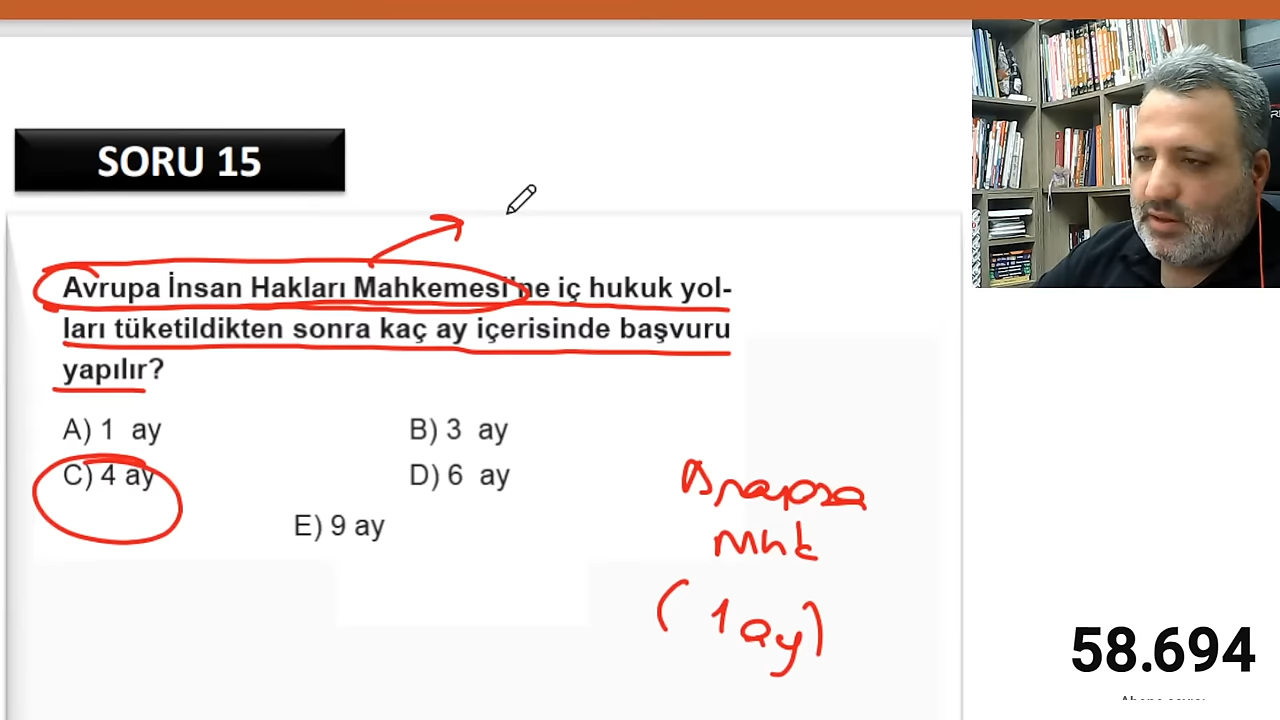 SORU 15
Avrupa İnsan Hakları Mahkemesi'ne iç hukuk yol-
ları tüketildikten sonra kaç ay içerisinde başvuru
yapılır?
A) 1 ay
B) 3 ay
C) 4 ay
D) 6 ay
E) 9 ay
Anayasa
Mhk
(1 ay)
58.694